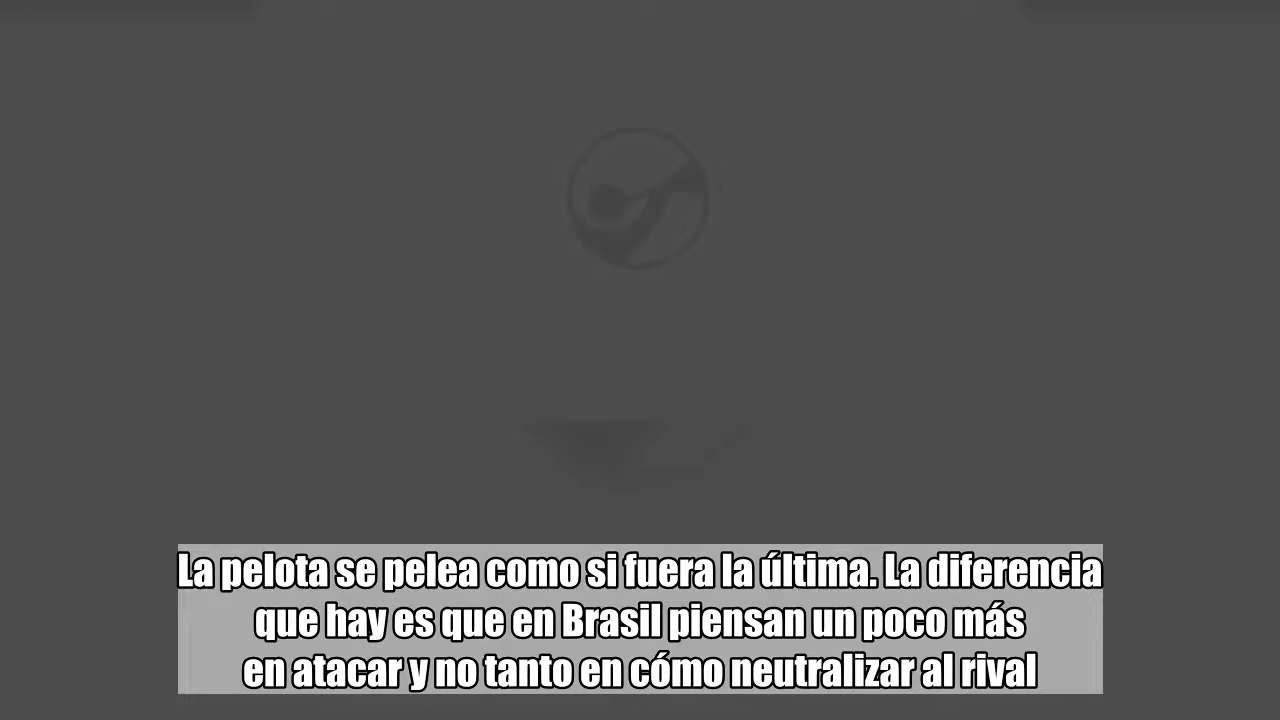 La pelota se pelea como si fuera la última. La diferencia
que hay es que en Brasil piensan un poco más
en atacar y no tanto en cómo neutralizar al rival